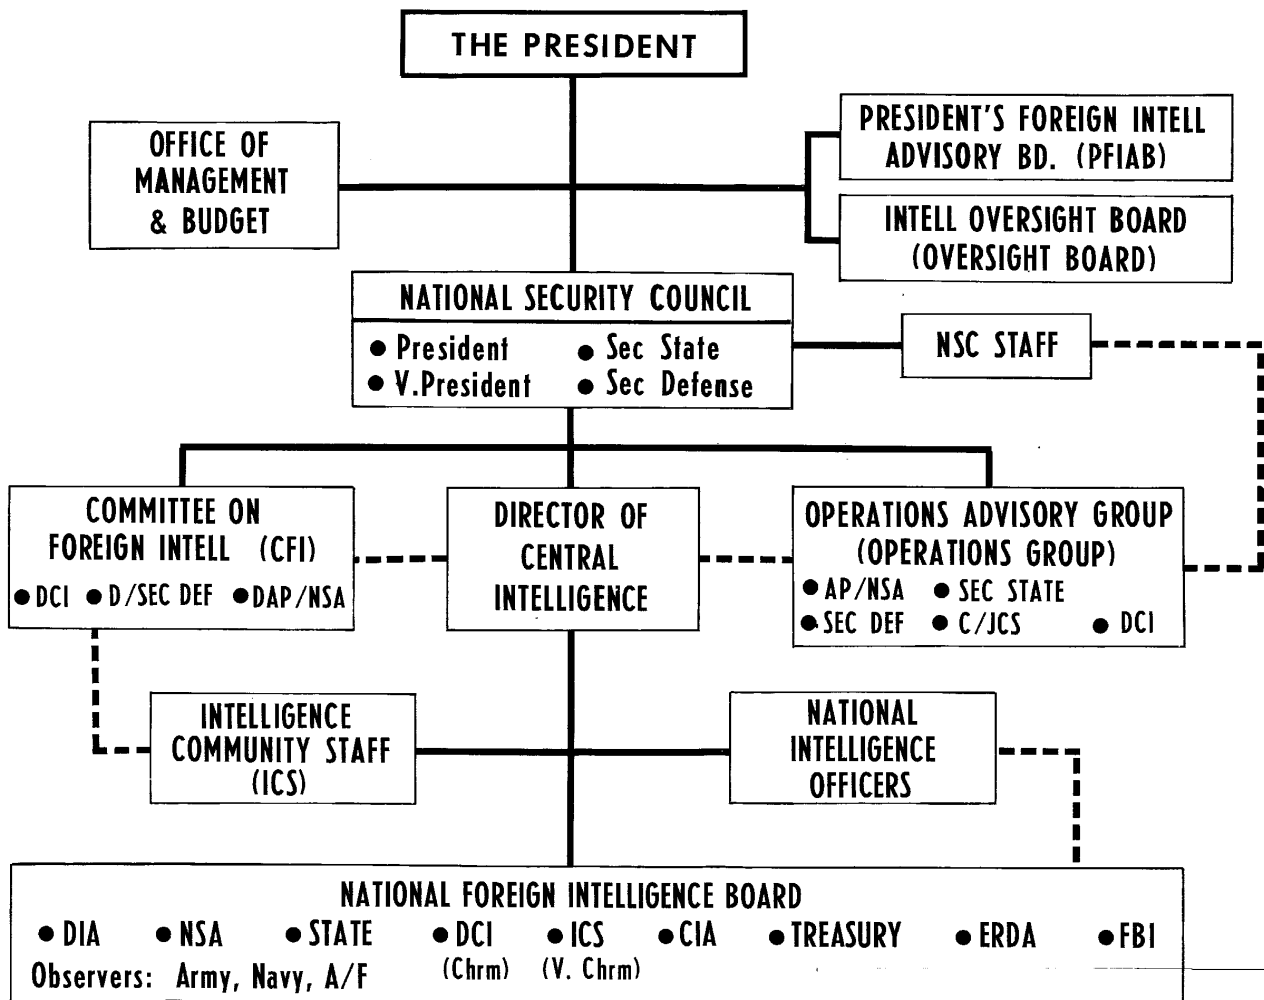 THE PRESIDENT
OFFICE OF
MANAGEMENT
& BUDGET
PRESIDENT'S FOREIGN INTELL
ADVISORY BD. (PFIAB)
INTELL OVERSIGHT BOARD
(OVERSIGHT BOARD)
NATIONAL SECURITY COUNCIL
● President ● Sec State
● V.President ● Sec Defense
NSC STAFF
COMMITTEE ON
FOREIGN INTELL (CFI)
● DCI ● D/SEC DEF ● DAP/NSA
DIRECTOR OF
CENTRAL
INTELLIGENCE
OPERATIONS ADVISORY GROUP
(OPERATIONS GROUP)
● AP/NSA ● SEC STATE
● SEC DEF ● C/JCS ● DCI
INTELLIGENCE
COMMUNITY STAFF
(ICS)
NATIONAL
INTELLIGENCE
OFFICERS
NATIONAL FOREIGN INTELLIGENCE BOARD
● DIA ● NSA ● STATE ● DCI ● ICS ● CIA ● TREASURY ● ERDA ● FBI
(Chrm) (V. Chrm)
Observers: Army, Navy, A/F